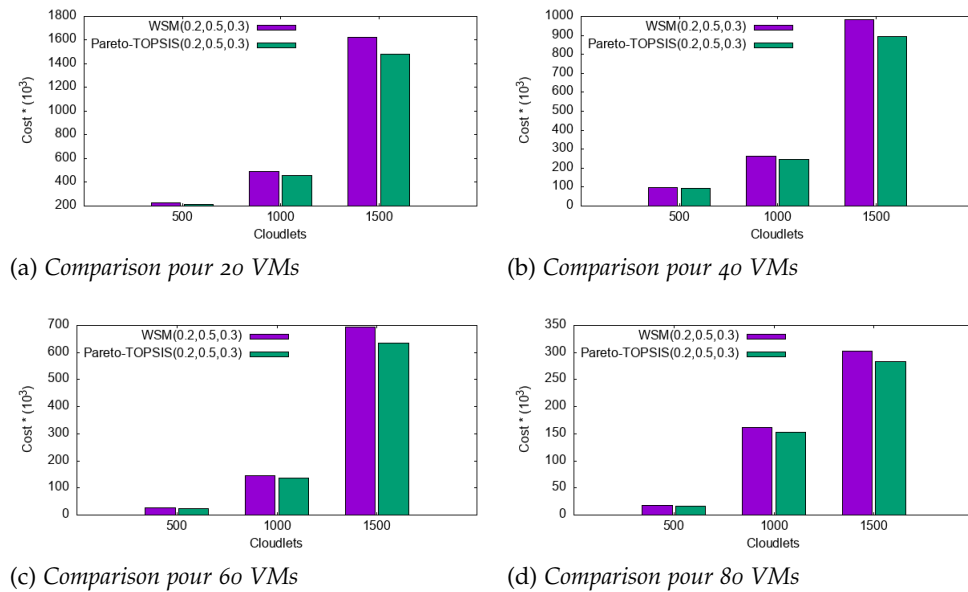 1800
1600
1400
1200
1000
800
600
400
200
Cost * (10³)
WSM(0.2,0.5,0.3)
Pareto-TOPSIS(0.2,0.5,0.3)
500 1000 1500
Cloudlets
(a) Comparison pour 20 VMs
1000
900
800
700
600
500
400
300
200
100
0
Cost * (10³)
WSM(0.2,0.5,0.3)
Pareto-TOPSIS(0.2,0.5,0.3)
500 1000 1500
Cloudlets
(b) Comparison pour 40 VMs
700
600
500
400
300
200
100
0
Cost * (10³)
WSM(0.2,0.5,0.3)
Pareto-TOPSIS(0.2,0.5,0.3)
500 1000 1500
Cloudlets
(c) Comparison pour 60 VMs
350
300
250
200
150
100
50
0
Cost * (10³)
WSM(0.2,0.5,0.3)
Pareto-TOPSIS(0.2,0.5,0.3)
500 1000 1500
Cloudlets
(d) Comparison pour 80 VMs